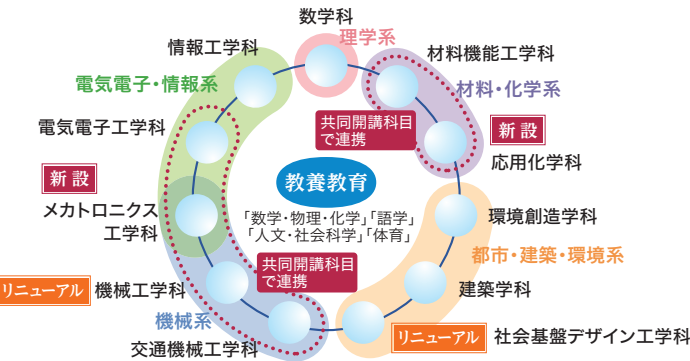 数学科
理学系
情報工学科
材料機能工学科
電気電子・情報系
材料・化学系
電気電子工学科
共同開講科目
で連携
新設
応用化学科
新設
教養教育
メカトロニクス
工学科
「数学・物理・化学」「語学」
「人文・社会科学」「体育」
環境創造学科
都市・建築・環境系
共同開講科目
で連携
リニューアル 機械工学科
建築学科
機械系
リニューアル 社会基盤デザイン工学科
交通機械工学科